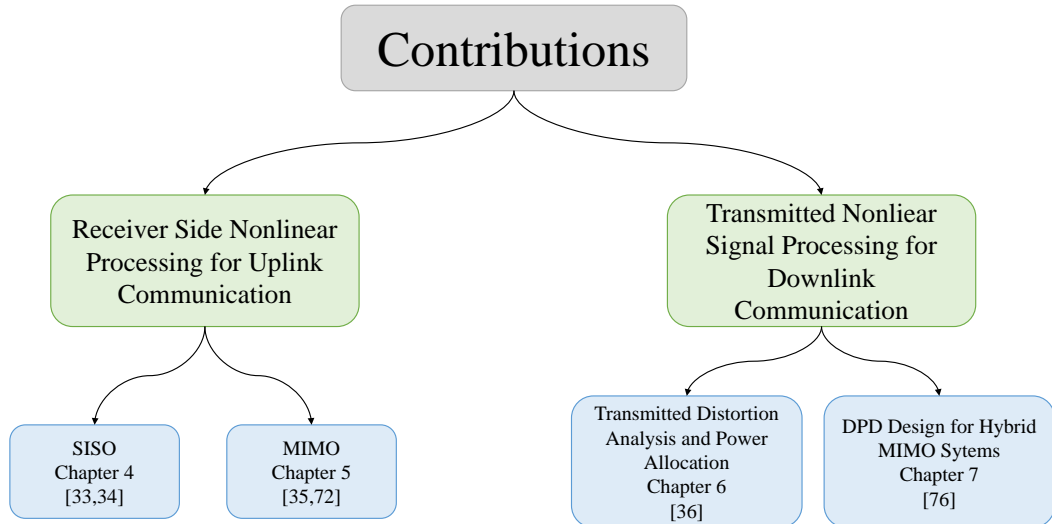 Contributions
Receiver Side Nonlinear
Processing for Uplink
Communication
Transmitted Nonliear
Signal Processing for
Downlink
Communication
SISO
Chapter 4
[33,34]
MIMO
Chapter 5
[35,72]
Transmitted Distortion
Analysis and Power
Allocation
Chapter 6
[36]
DPD Design for Hybrid
MIMO Sytems
Chapter 7
[76]